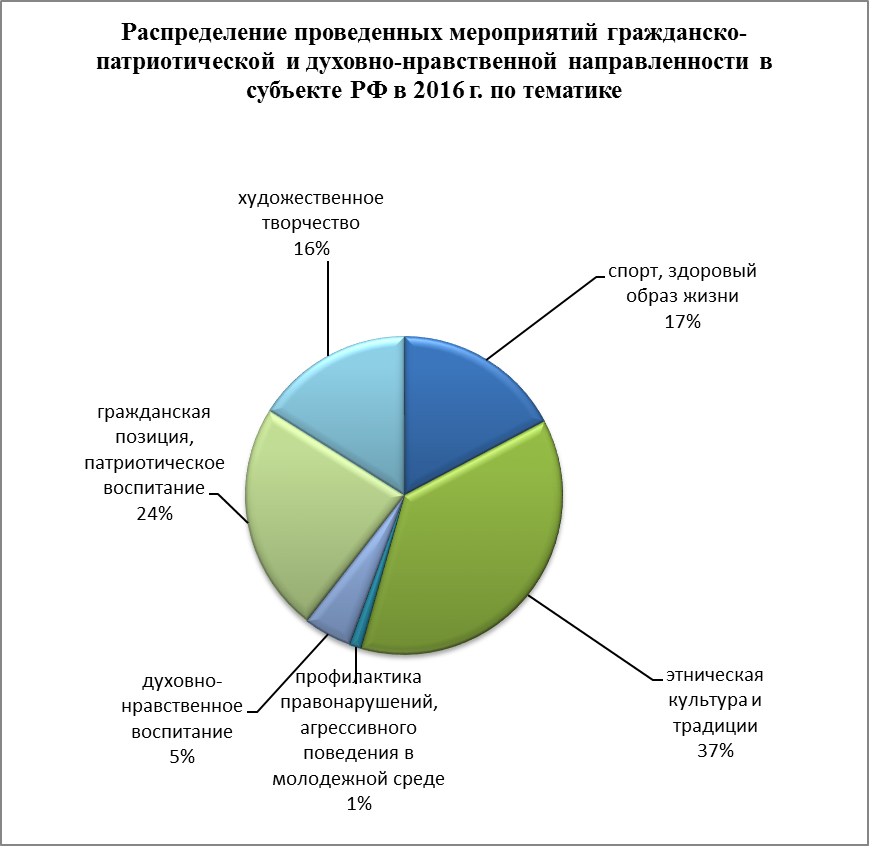 Распределение проведенных мероприятий гражданско-
патриотической и духовно-нравственной направленности в
субъекте РФ в 2016 г. по тематике
художественное
творчество
16%
спорт, здоровый
образ жизни
17%
гражданская
позиция,
патриотическое
воспитание
24%
духовно-
нравственное
воспитание
5%
профилактика
правонарушений,
агрессивного
поведения в
молодежной среде
1%
этническая
культура и
традиции
37%